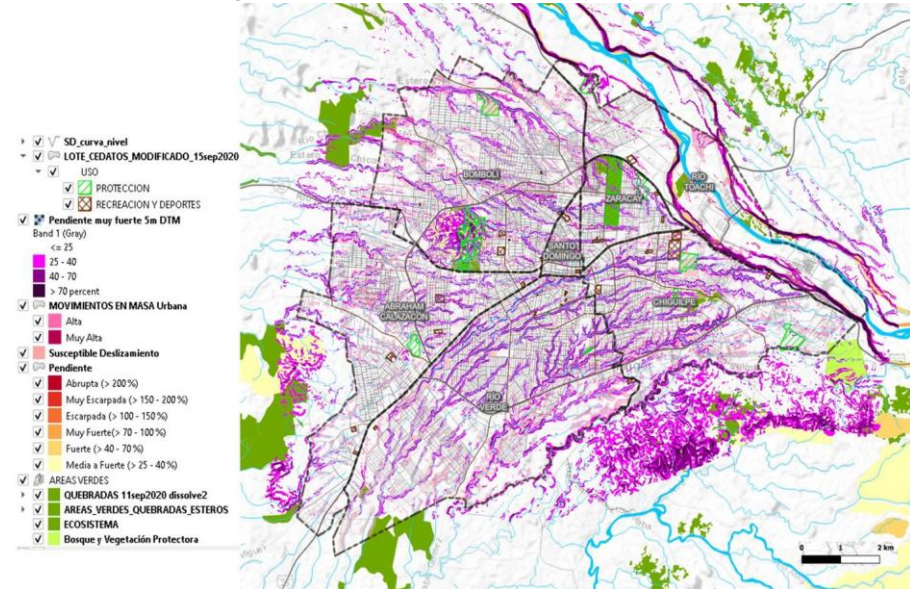 SD_curva_nivel
LOTE_CEDATOS_MODIFICADO_15sep2020
USO
PROTECCION
RECREACION Y DEPORTES
Pendiente muy fuerte 5m DTM
Band 1 (Gray)
<= 25
25 - 40
40 - 70
> 70 percent
MOVIMIENTOS EN MASA Urbana
Alta
Muy Alta
Susceptible Deslizamiento
Pendiente
Abrupta (> 200%)
Muy Escarpada (> 150 - 200%)
Escarpada (> 100 - 150%)
Muy Fuerte(> 70 - 100%)
Fuerte (> 40 - 70%)
Media a Fuerte (> 25 - 40%)
AREAS VERDES
QUEBRADAS 11sep2020 dissolve2
AREAS_VERDES_QUEBRADAS_ESTEROS
ECOSISTEMA
Bosque y Vegetación Protectora
BOMBOLI
ZARACAY
RIO
TOACHI
SANTO
DOMINGO
ABRAHAM
CALAZACON
CHIGUILPE
RIO
VERDE
0 1 2 km